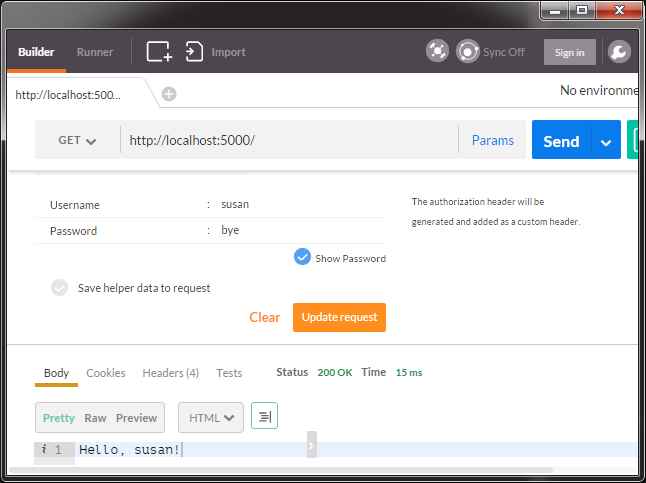 Builder Runner Import Sync Off Sign in
http://localhost:500... No environme
GET http://localhost:5000/ Params Send
Username : susan
Password : bye
Show Password
The authorization header will be
generated and added as a custom header.
Save helper data to request
Clear Update request
Body Cookies Headers (4) Tests Status 200 OK Time 15 ms
Pretty Raw Preview HTML
i 1 Hello, susan!